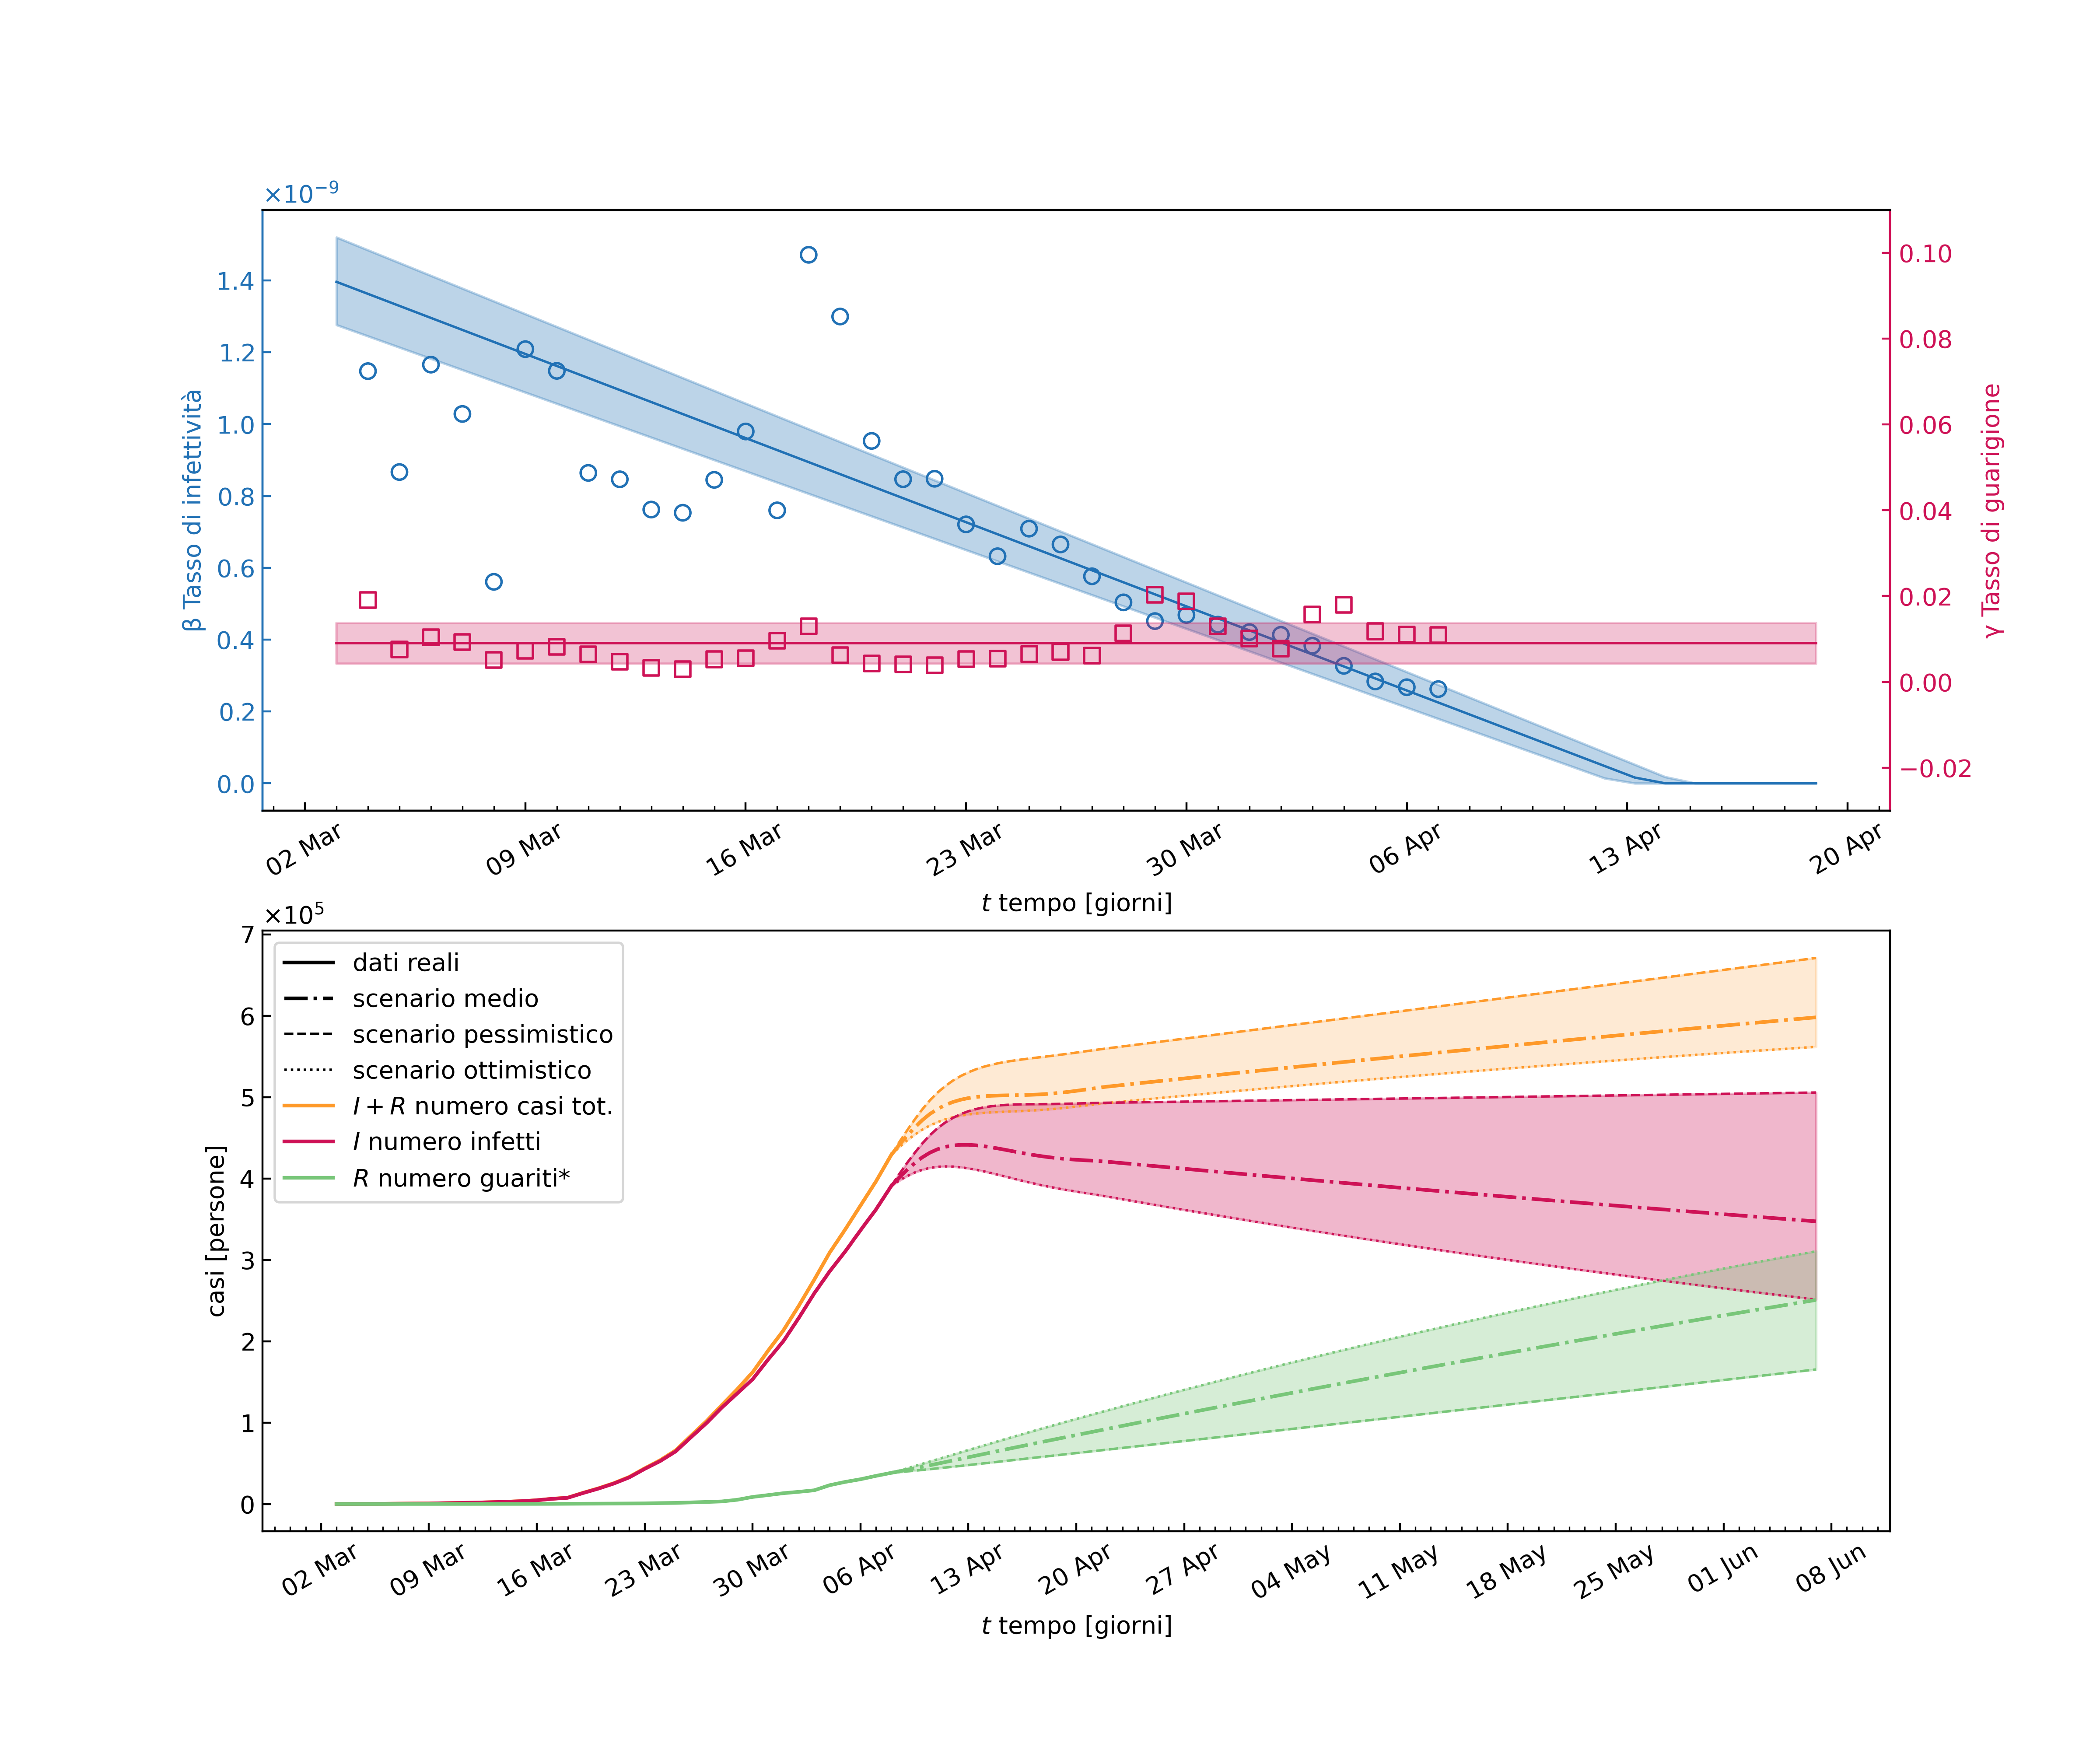 ×10⁻⁹
1.4
1.2
1.0
0.8
0.6
0.4
0.2
0.0
β Tasso di infettività
0.10
0.08
0.06
0.04
0.02
0.00
−0.02
γ Tasso di guarigione
02 Mar
09 Mar
16 Mar
23 Mar
30 Mar
06 Apr
13 Apr
20 Apr
t tempo [giorni]
×10⁵
7
6
5
4
3
2
1
0
casi [persone]
dati reali
scenario medio
scenario pessimistico
scenario ottimistico
I + R numero casi tot.
I numero infetti
R numero guariti*
02 Mar
09 Mar
16 Mar
23 Mar
30 Mar
06 Apr
13 Apr
20 Apr
27 Apr
04 May
11 May
18 May
25 May
01 Jun
08 Jun
t tempo [giorni]